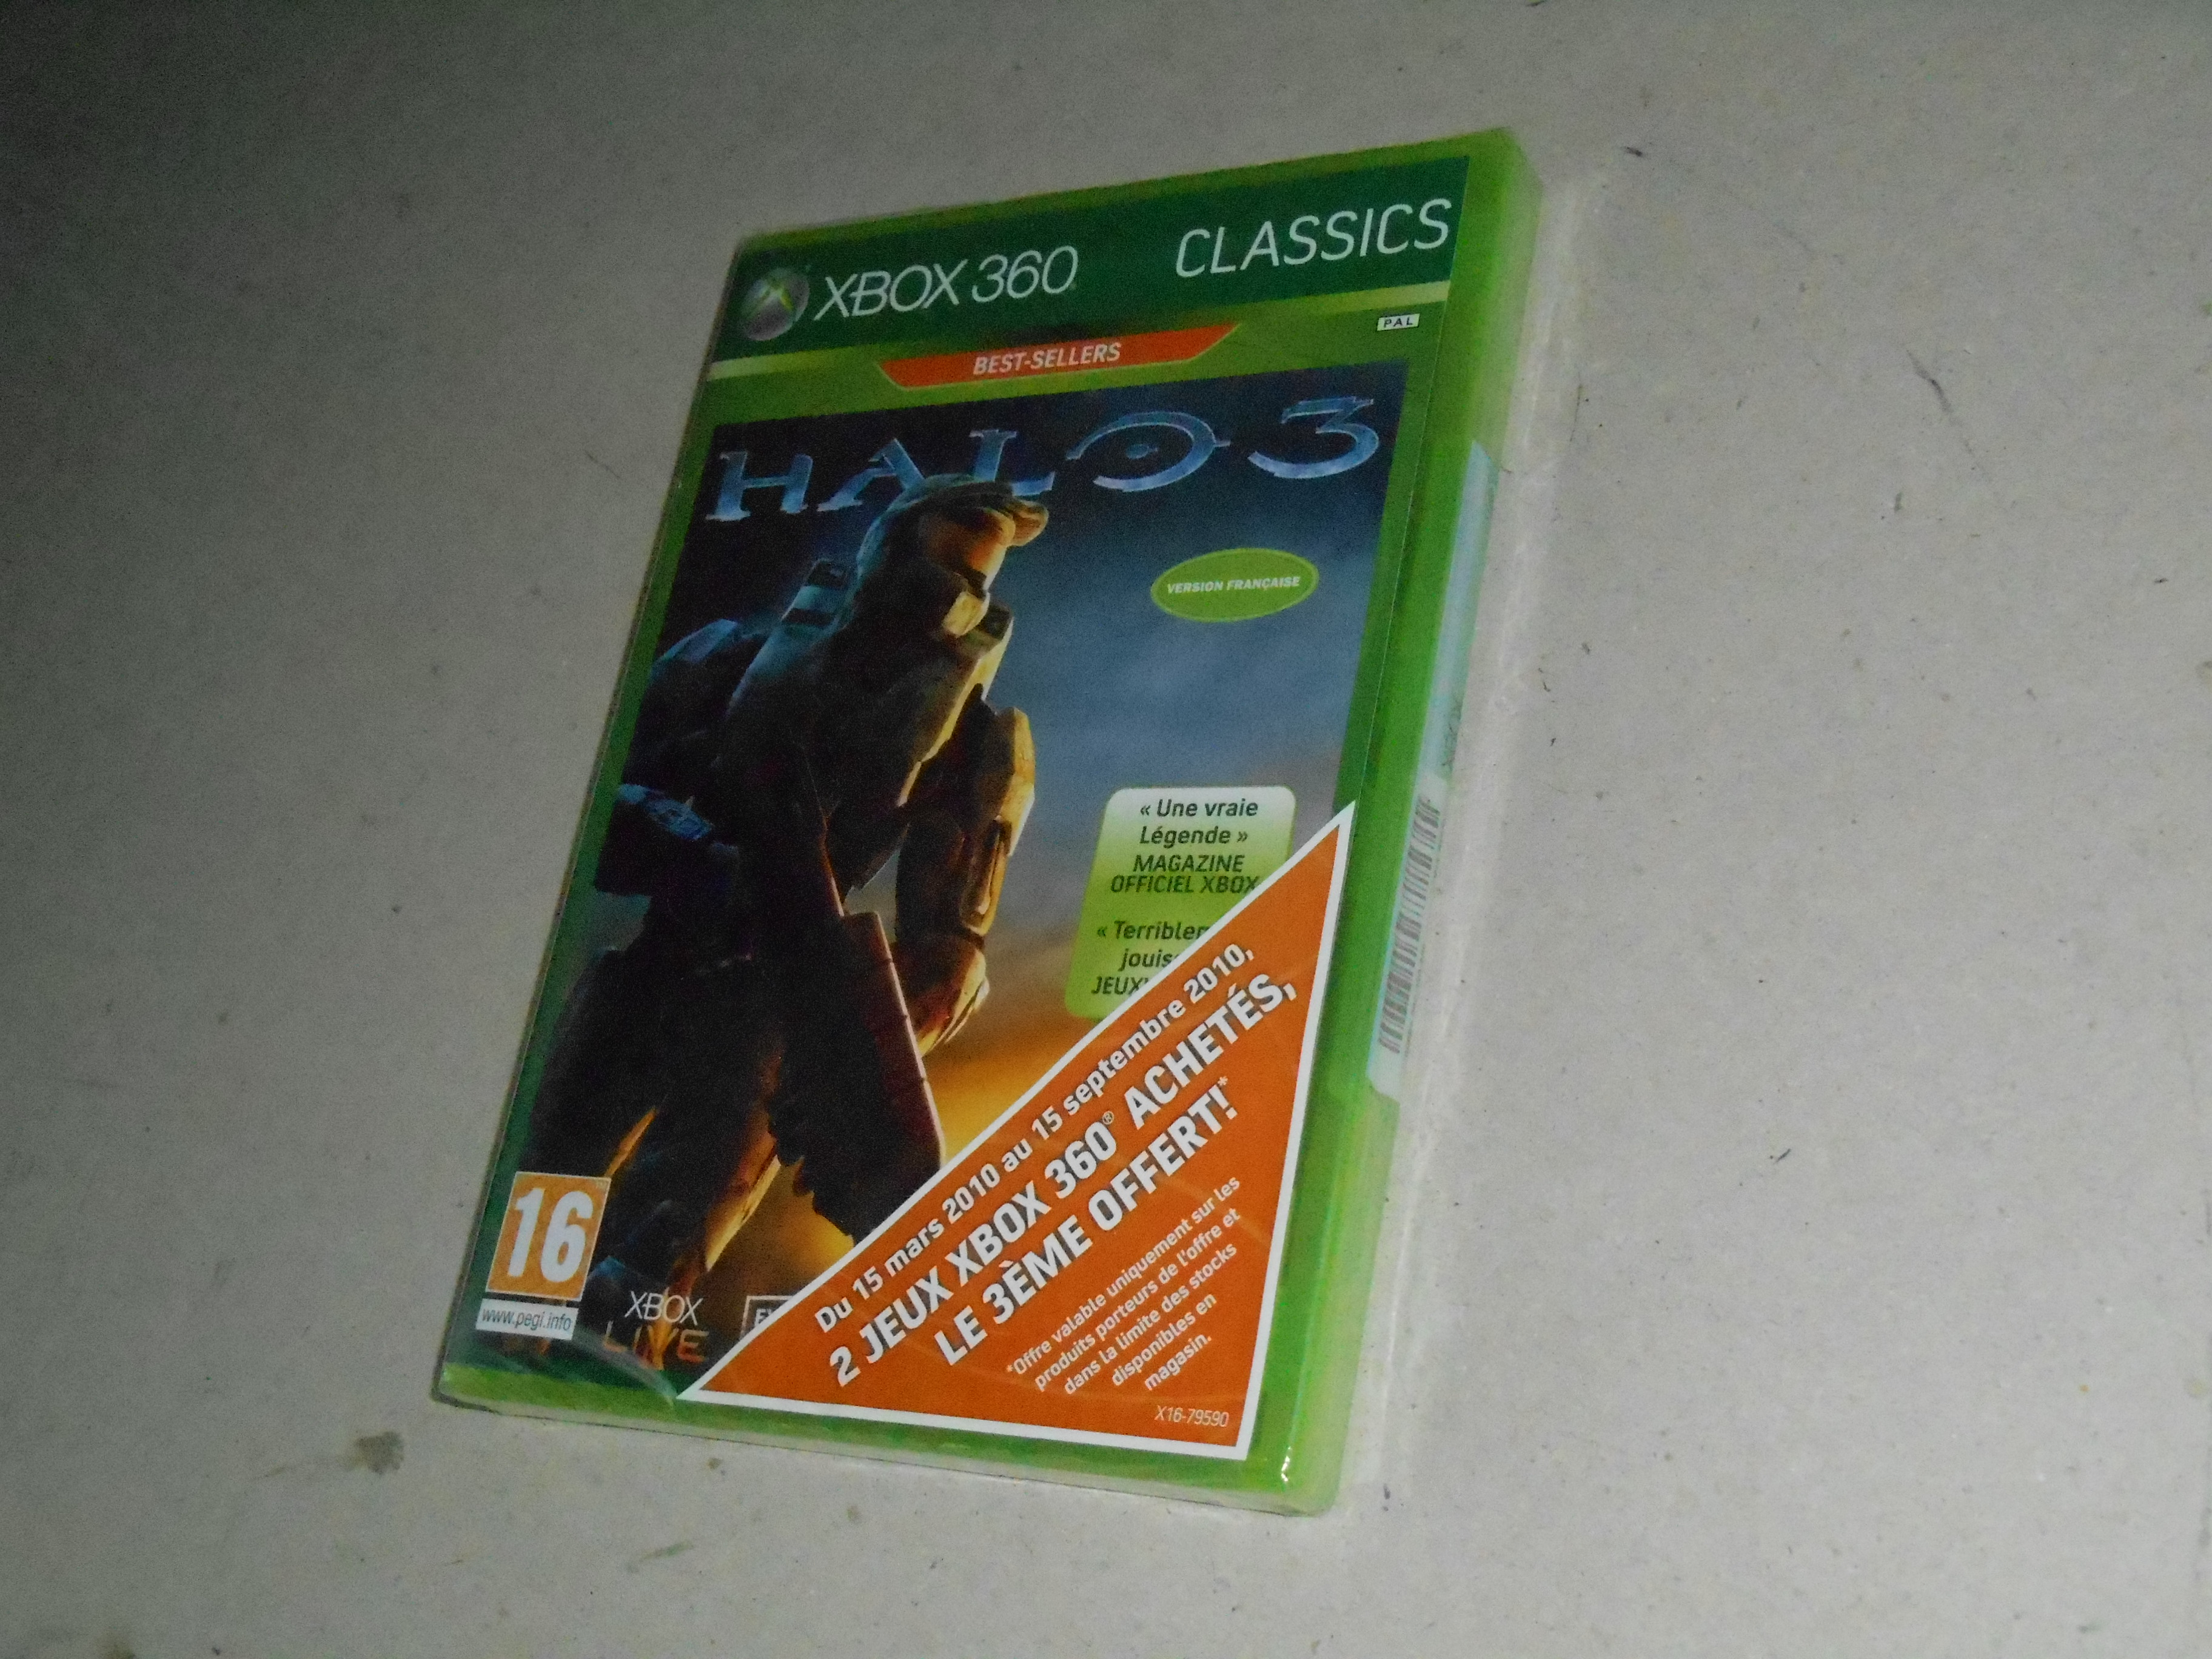 XBOX 360
CLASSICS
PAL
BEST-SELLERS
HALO 3
VERSION FRANÇAISE
« Une vraie
Légende »
MAGAZINE
OFFICIEL XBOX
Du 15 mars 2010 au 15 septembre 2010,
2 JEUX XBOX 360® ACHETÉS,
LE 3ÈME OFFERT!*
*Offre valable uniquement sur les
produits porteurs de l'offre et
dans la limite des stocks
disponibles en
magasin.
X16-79590
16
www.pegi.info
XBOX
LIVE